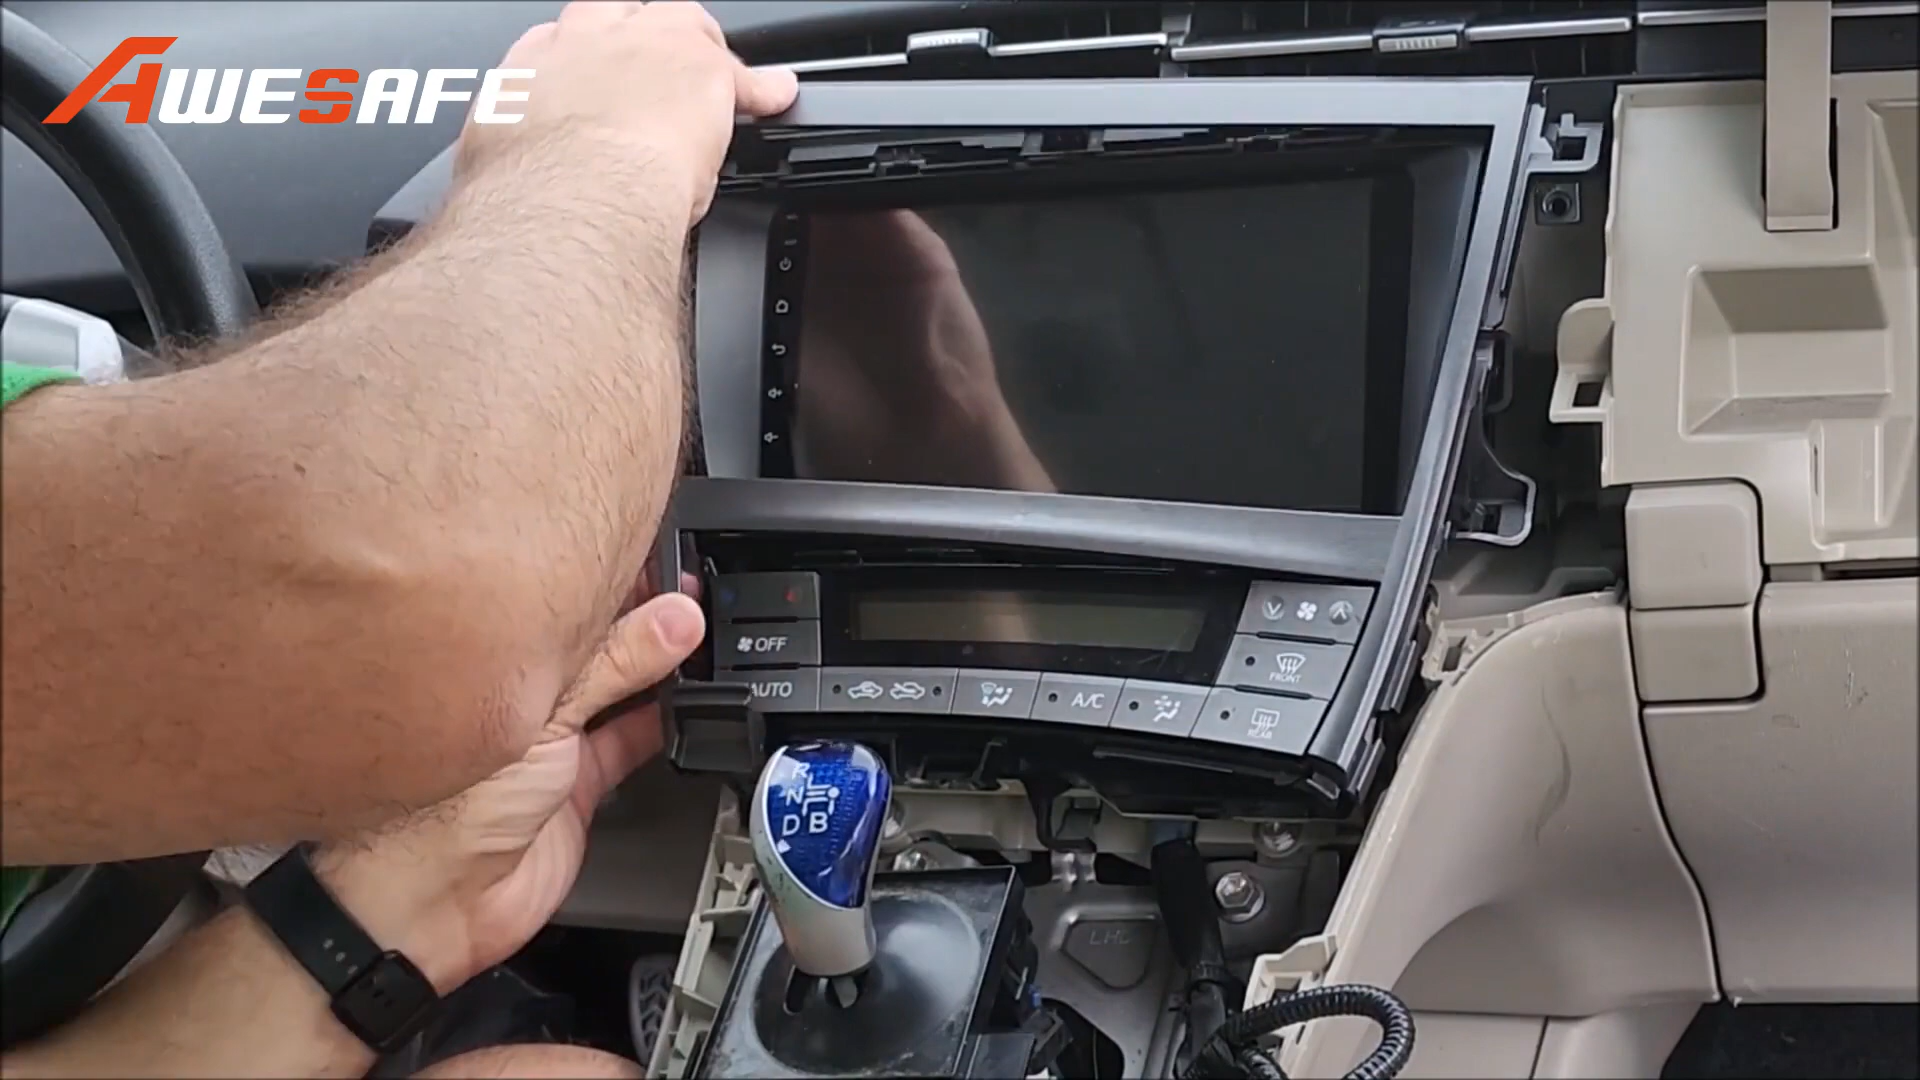 AWESAFE
OFF
AUTO
A/C
FRONT
REAR
R
N
D B
LHD